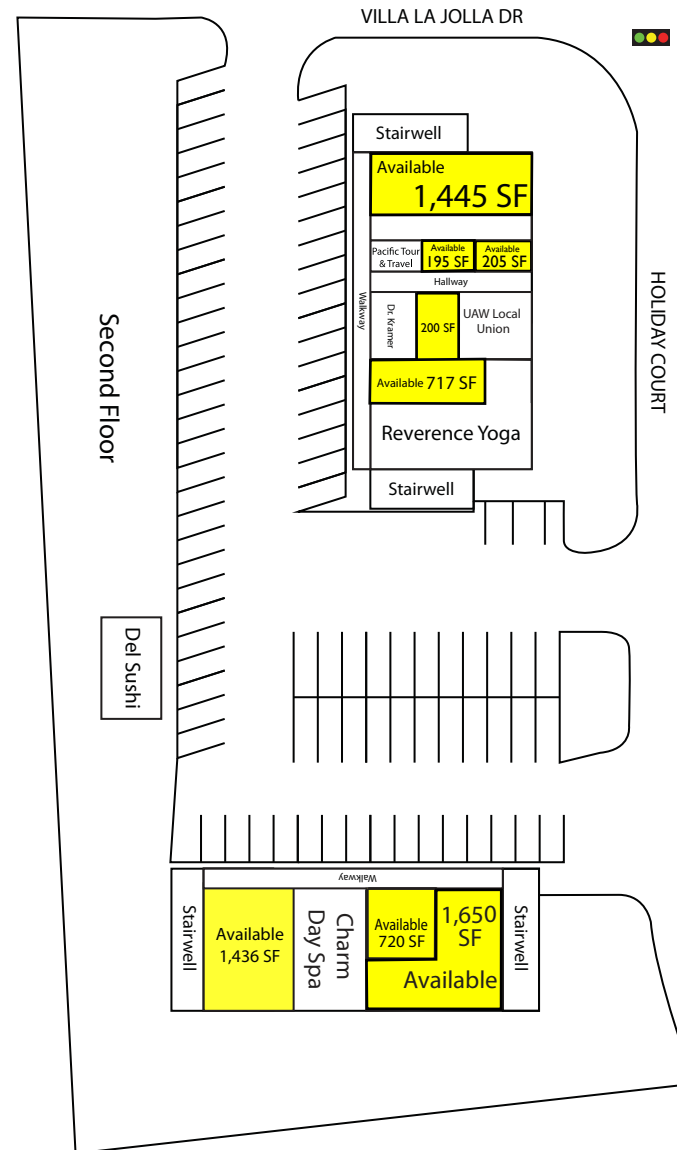 VILLA LA JOLLA DR
Stairwell
Available
1,445 SF
Pacific Tour
& Travel
Available
195 SF
Available
205 SF
Hallway
Walkway
Dr. Kramer
200 SF
UAW Local
Union
Available 717 SF
Reverence Yoga
Stairwell
HOLIDAY COURT
Second Floor
Del Sushi
Walkway
Stairwell
Available
1,436 SF
Charm
Day Spa
Available
720 SF
1,650
SF
Available
Stairwell